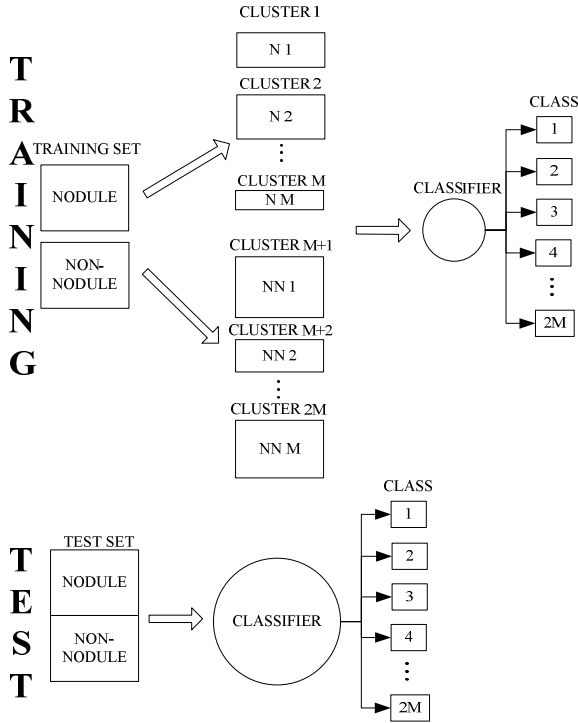 TRAINING
TRAINING SET
NODULE
NON-
NODULE
CLUSTER 1
N 1
CLUSTER 2
N 2
CLUSTER M
N M
CLUSTER M+1
NN 1
CLUSTER M+2
NN 2
CLUSTER 2M
NN M
CLASSIFIER
CLASS
1
2
3
4
2M
TEST
TEST SET
NODULE
NON-
NODULE
CLASSIFIER
CLASS
1
2
3
4
2M